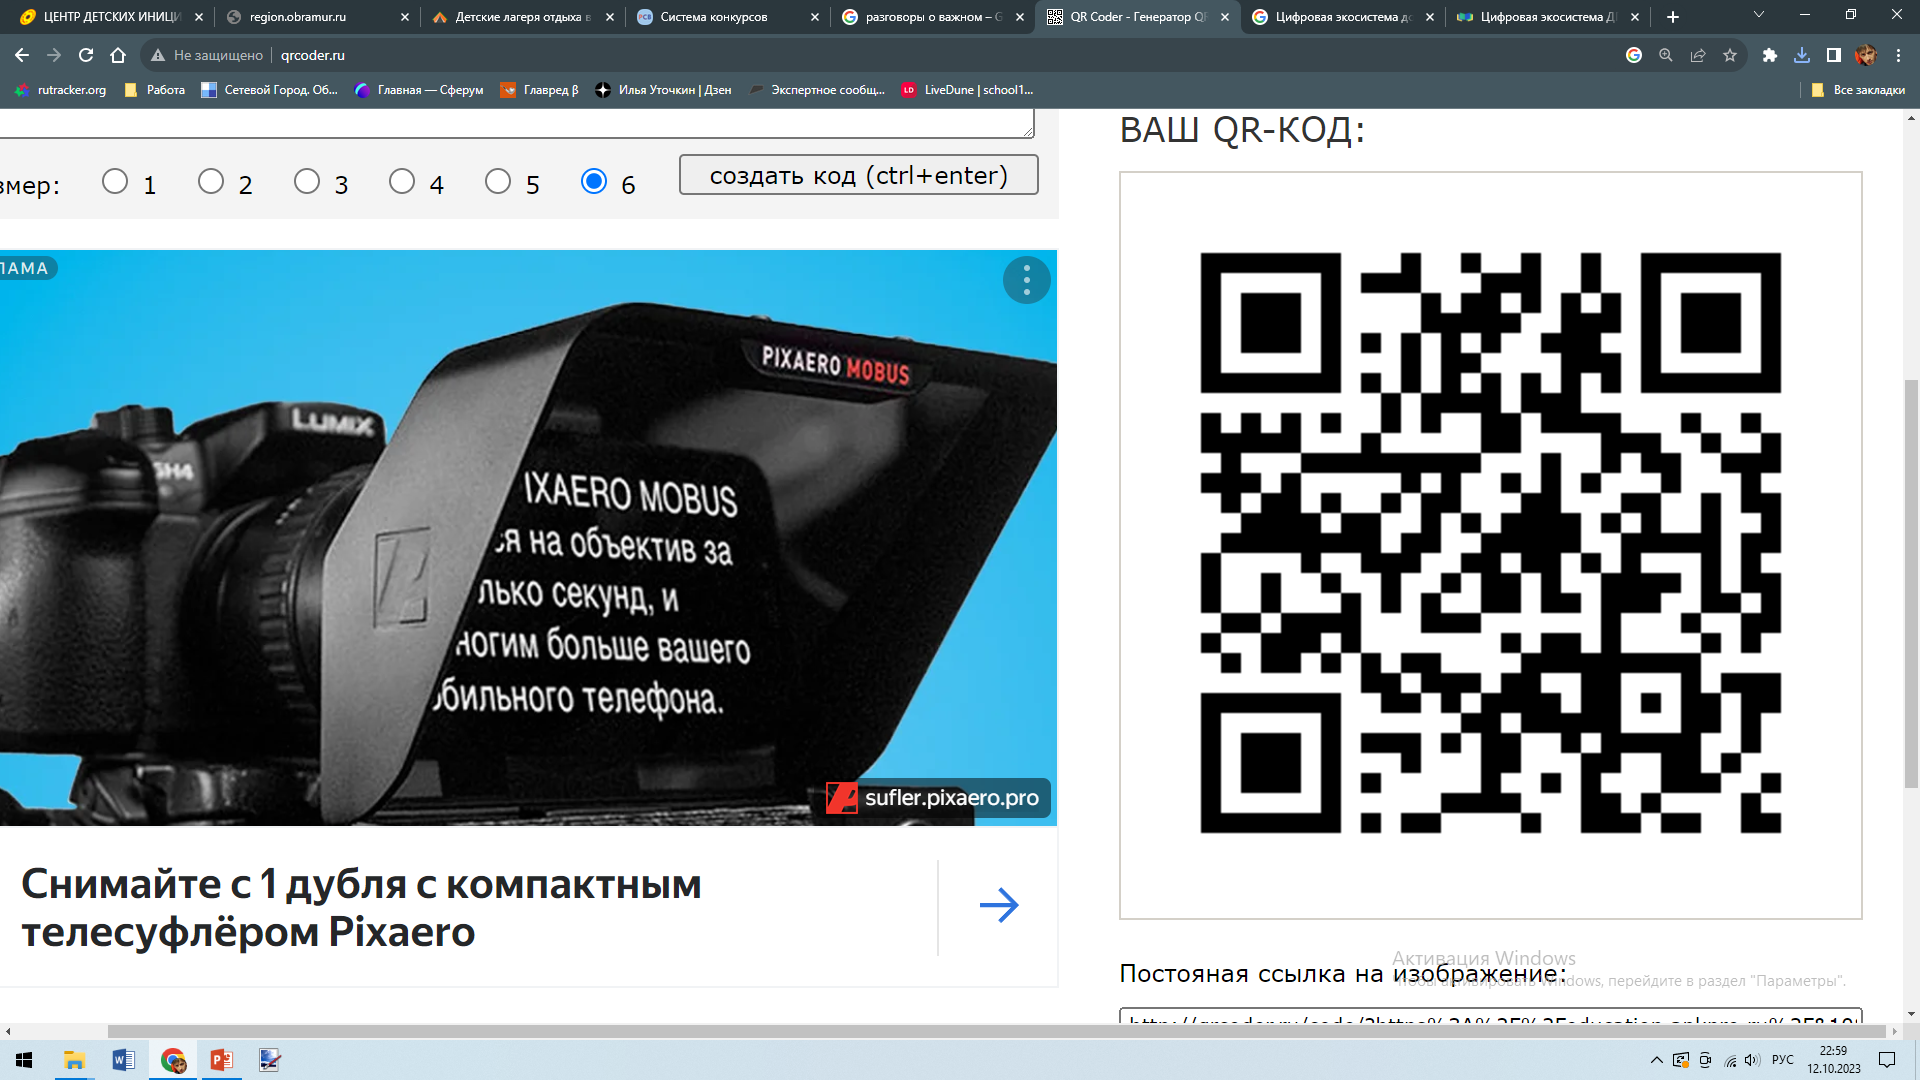 ЦЕНТР ДЕТСКИХ ИНИЦИ
region.obramur.ru
Детские лагеря отдыха в
Система конкурсов
разговоры о важном – G
QR Coder - Генератор QR
Цифровая экосистема до
Цифровая экосистема Д
Не защищено
qrcoder.ru
rutracker.org
Работа
Сетевой Город. Об...
Главная — Сферум
Главред β
Илья Уточкин | Дзен
Экспертное сообщ...
LiveDune | school1...
Все закладки
змер:
1
2
3
4
5
6
создать код (ctrl+enter)
ЛАМА
LUMIX
GH4
PIXAERO MOBUS
IXAERO MOBUS
ся на объектив за
лько секунд, и
ногим больше вашего
обильного телефона.
sufler.pixaero.pro
Снимайте с 1 дубля с компактным
телесуфлёром Pixaero
ВАШ QR-КОД:
Постояная ссылка на изображение:
Активация Windows
Чтобы активировать Windows, перейдите в раздел "Параметры".
РУС
22:59
12.10.2023